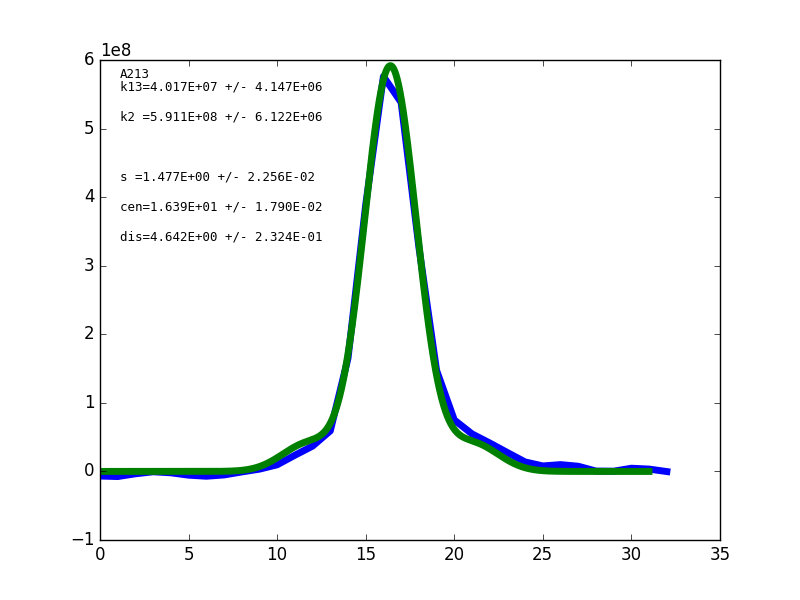 1e8
A213
k13=4.017E+07 +/- 4.147E+06
k2 =5.911E+08 +/- 6.122E+06
s =1.477E+00 +/- 2.256E-02
cen=1.639E+01 +/- 1.790E-02
dis=4.642E+00 +/- 2.324E-01
6
5
4
3
2
1
0
−1
0 5 10 15 20 25 30 35